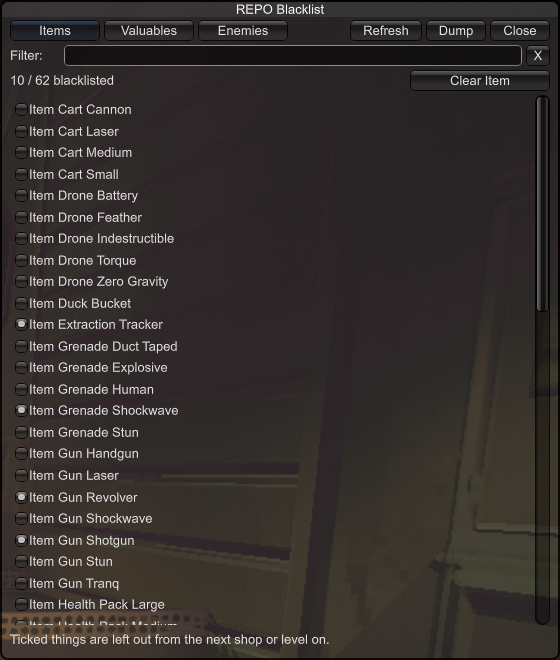 REPO Blacklist
Items Valuables Enemies Refresh Dump Close
Filter: X
10 / 62 blacklisted Clear Item
Item Cart Cannon
Item Cart Laser
Item Cart Medium
Item Cart Small
Item Drone Battery
Item Drone Feather
Item Drone Indestructible
Item Drone Torque
Item Drone Zero Gravity
Item Duck Bucket
Item Extraction Tracker
Item Grenade Duct Taped
Item Grenade Explosive
Item Grenade Human
Item Grenade Shockwave
Item Grenade Stun
Item Gun Handgun
Item Gun Laser
Item Gun Revolver
Item Gun Shockwave
Item Gun Shotgun
Item Gun Stun
Item Gun Tranq
Item Health Pack Large
Item Health Pack Medium
Ticked things are left out from the next shop or level on.